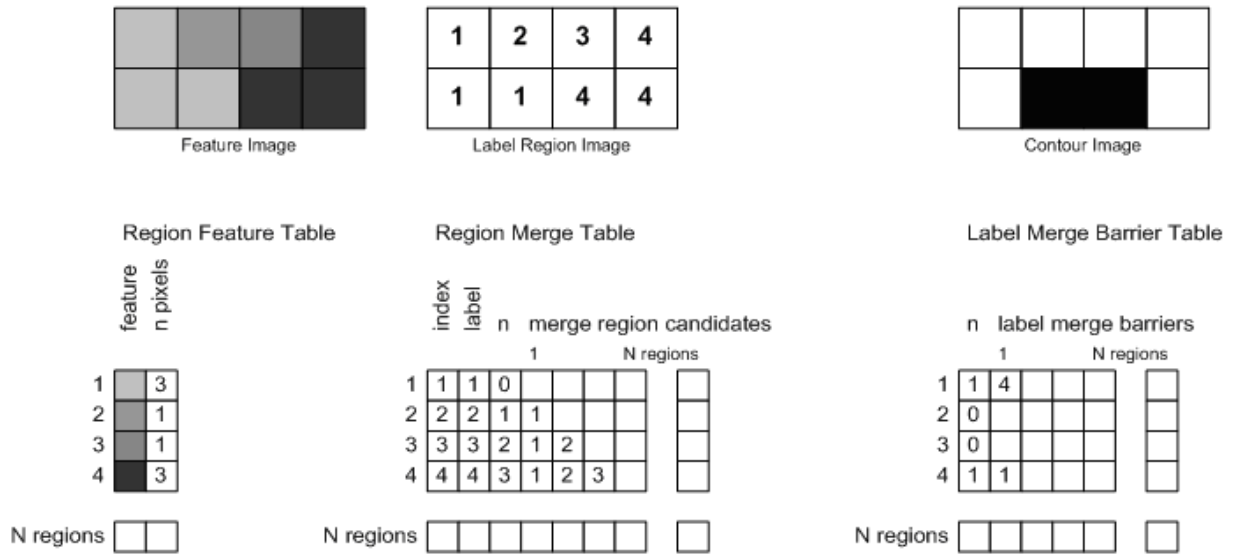 1 2 3 4
1 1 4 4
Feature Image
Label Region Image
Contour Image
Region Feature Table
Region Merge Table
Label Merge Barrier Table
feature
n pixels
index
label
n merge region candidates
n label merge barriers
1 N regions
1 N regions
1 3
1 1 1 0
1 1 4
2 1
2 2 2 1 1
2 0
3 1
3 3 3 2 1 2
3 0
4 3
4 4 4 3 1 2 3
4 1 1
N regions
N regions
N regions